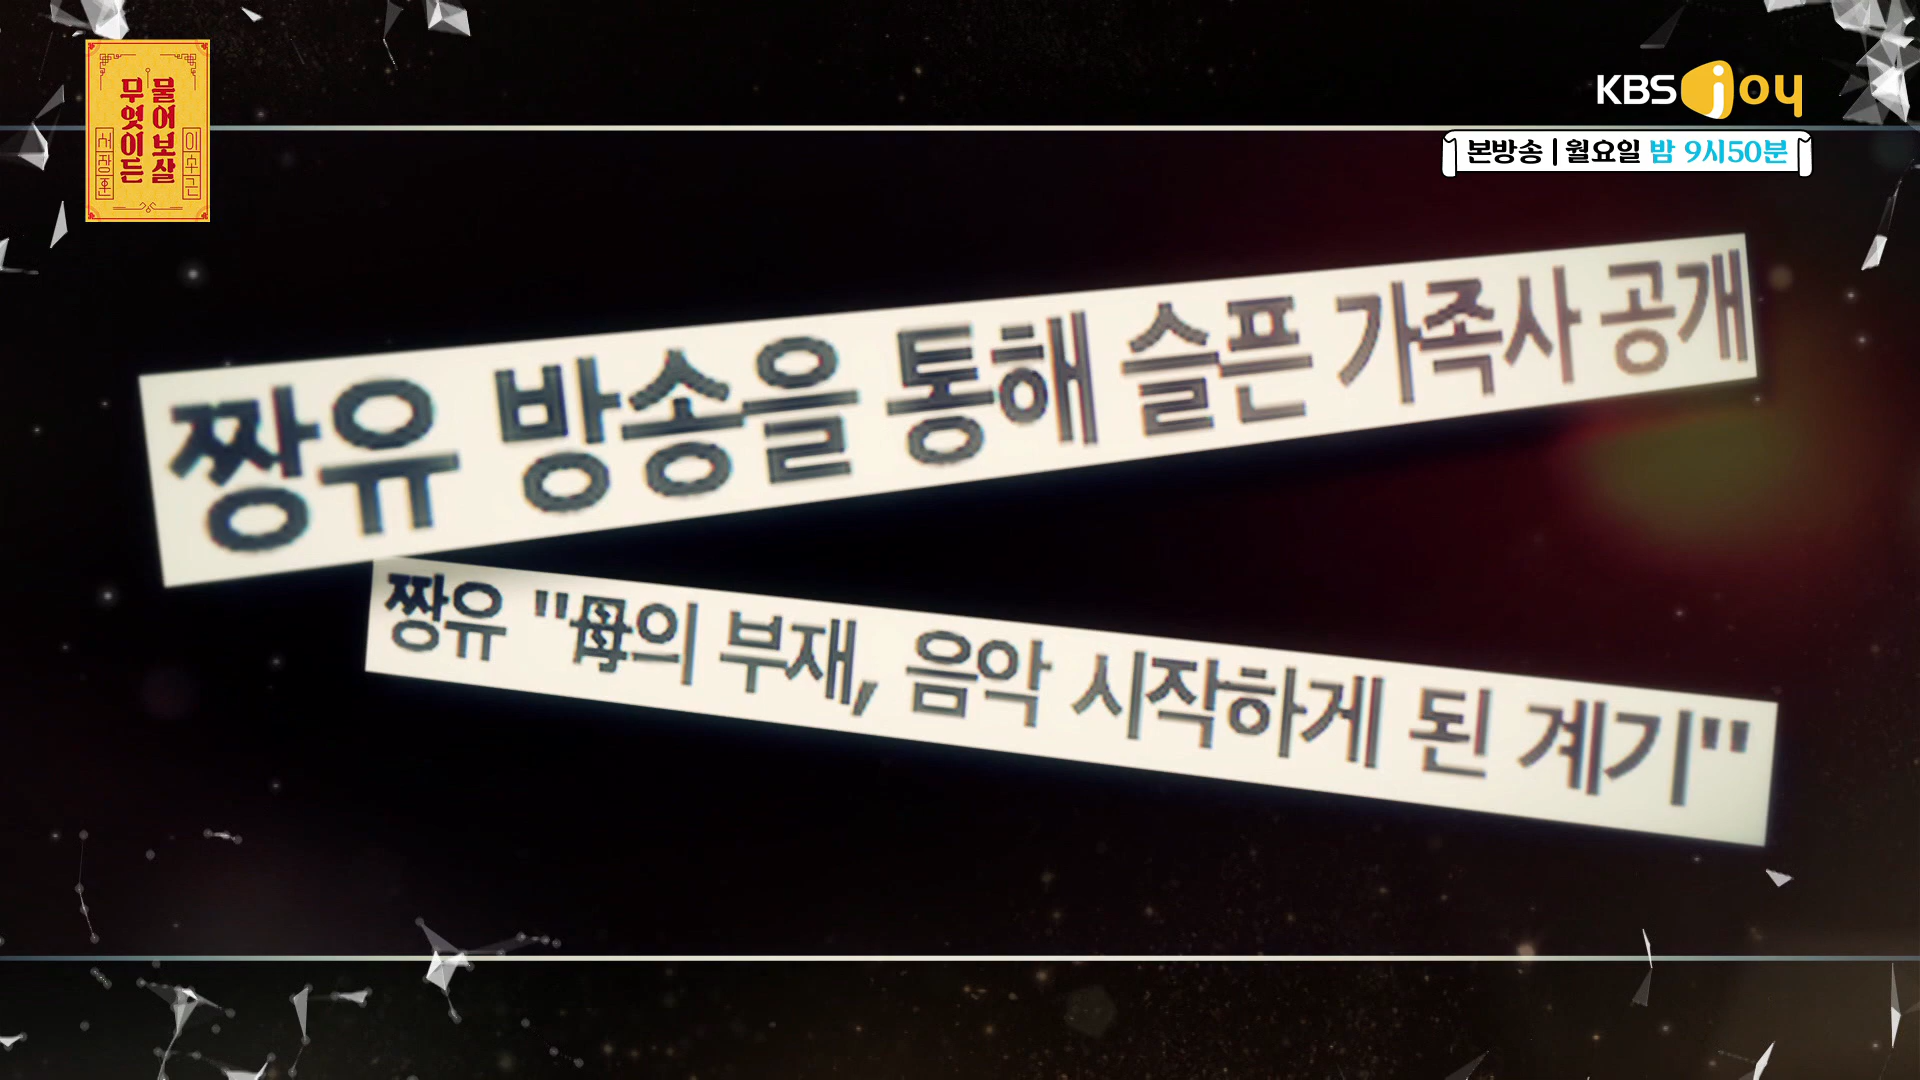 무엇이든
물어보살
서장훈
이수근
KBS joy
본방송 | 월요일 밤 9시50분
짱유 방송을 통해 슬픈 가족사 공개
짱유 "母의 부재, 음악 시작하게 된 계기"